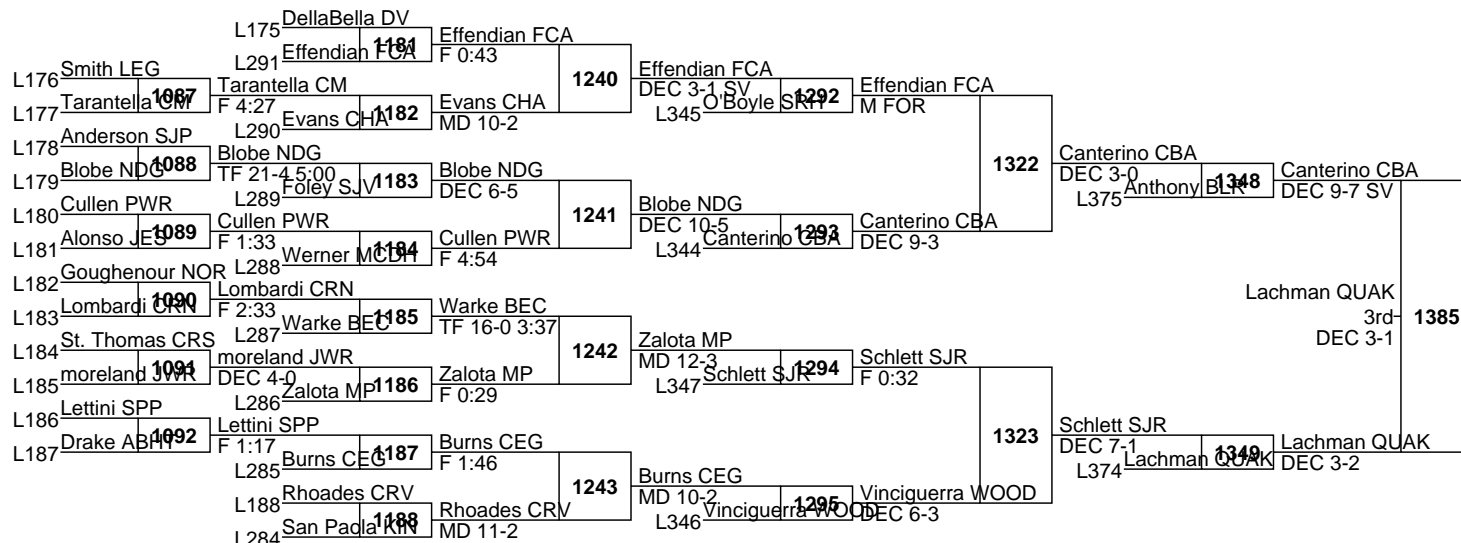 DellaBella DV
L175
1181
Effendian FCA
L291
Effendian FCA
F 0:43
Smith LEG
L176
1087
Tarantella CM
L177
Tarantella CM
F 4:27
1182
Evans CHA
L290
Evans CHA
MD 10-2
1240
Effendian FCA
DEC 3-1 SV
L345
O'Boyle SRH
1292
Effendian FCA
M FOR
Anderson SJP
L178
1088
Blobe NDG
L179
Blobe NDG
TF 21-4 5:00
1183
Blobe NDG
L289
Foley SJV
DEC 6-5
Cullen PWR
L180
1089
Cullen PWR
L181
Alonso JES
F 1:33
1184
Cullen PWR
L288
Werner MCDH
F 4:54
1241
Blobe NDG
DEC 10-5
L344
Canterino CBA
1293
Canterino CBA
DEC 9-3
1322
Canterino CBA
DEC 3-0
L375
Anthony BLR
1348
Canterino CBA
DEC 9-7 SV
Goughenour NOR
L182
1090
Lombardi CRN
L183
Lombardi CRN
F 2:33
1185
Warke BEC
L287
Warke BEC
TF 16-0 3:37
St. Thomas CRS
L184
1091
moreland JWR
L185
moreland JWR
DEC 4-0
1186
Zalota MP
L286
Zalota MP
F 0:29
1242
Zalota MP
MD 12-3
L347
Schlett SJR
1294
Schlett SJR
F 0:32
Lettini SPP
L186
1092
Lettini SPP
L187
Drake ABHT
F 1:17
1187
Burns CEG
L285
Burns CEG
F 1:46
Rhoades CRV
L188
1188
Rhoades CRV
L284
San Paola KIN
MD 11-2
1243
Burns CEG
MD 10-2
L346
Vinciguerra WOOD
1295
Vinciguerra WOOD
DEC 6-3
1323
Schlett SJR
DEC 7-1
L374
Lachman QUAK
1349
Lachman QUAK
DEC 3-2
Lachman QUAK
3rd
1385
DEC 3-1